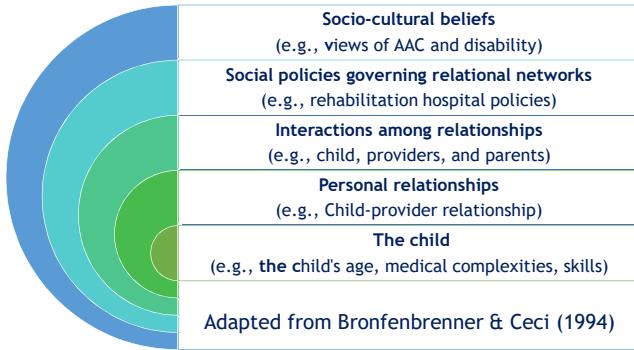 Socio-cultural beliefs
(e.g., views of AAC and disability)
Social policies governing relational networks
(e.g., rehabilitation hospital policies)
Interactions among relationships
(e.g., child, providers, and parents)
Personal relationships
(e.g., Child-provider relationship)
The child
(e.g., the child's age, medical complexities, skills)
Adapted from Bronfenbrenner & Ceci (1994)